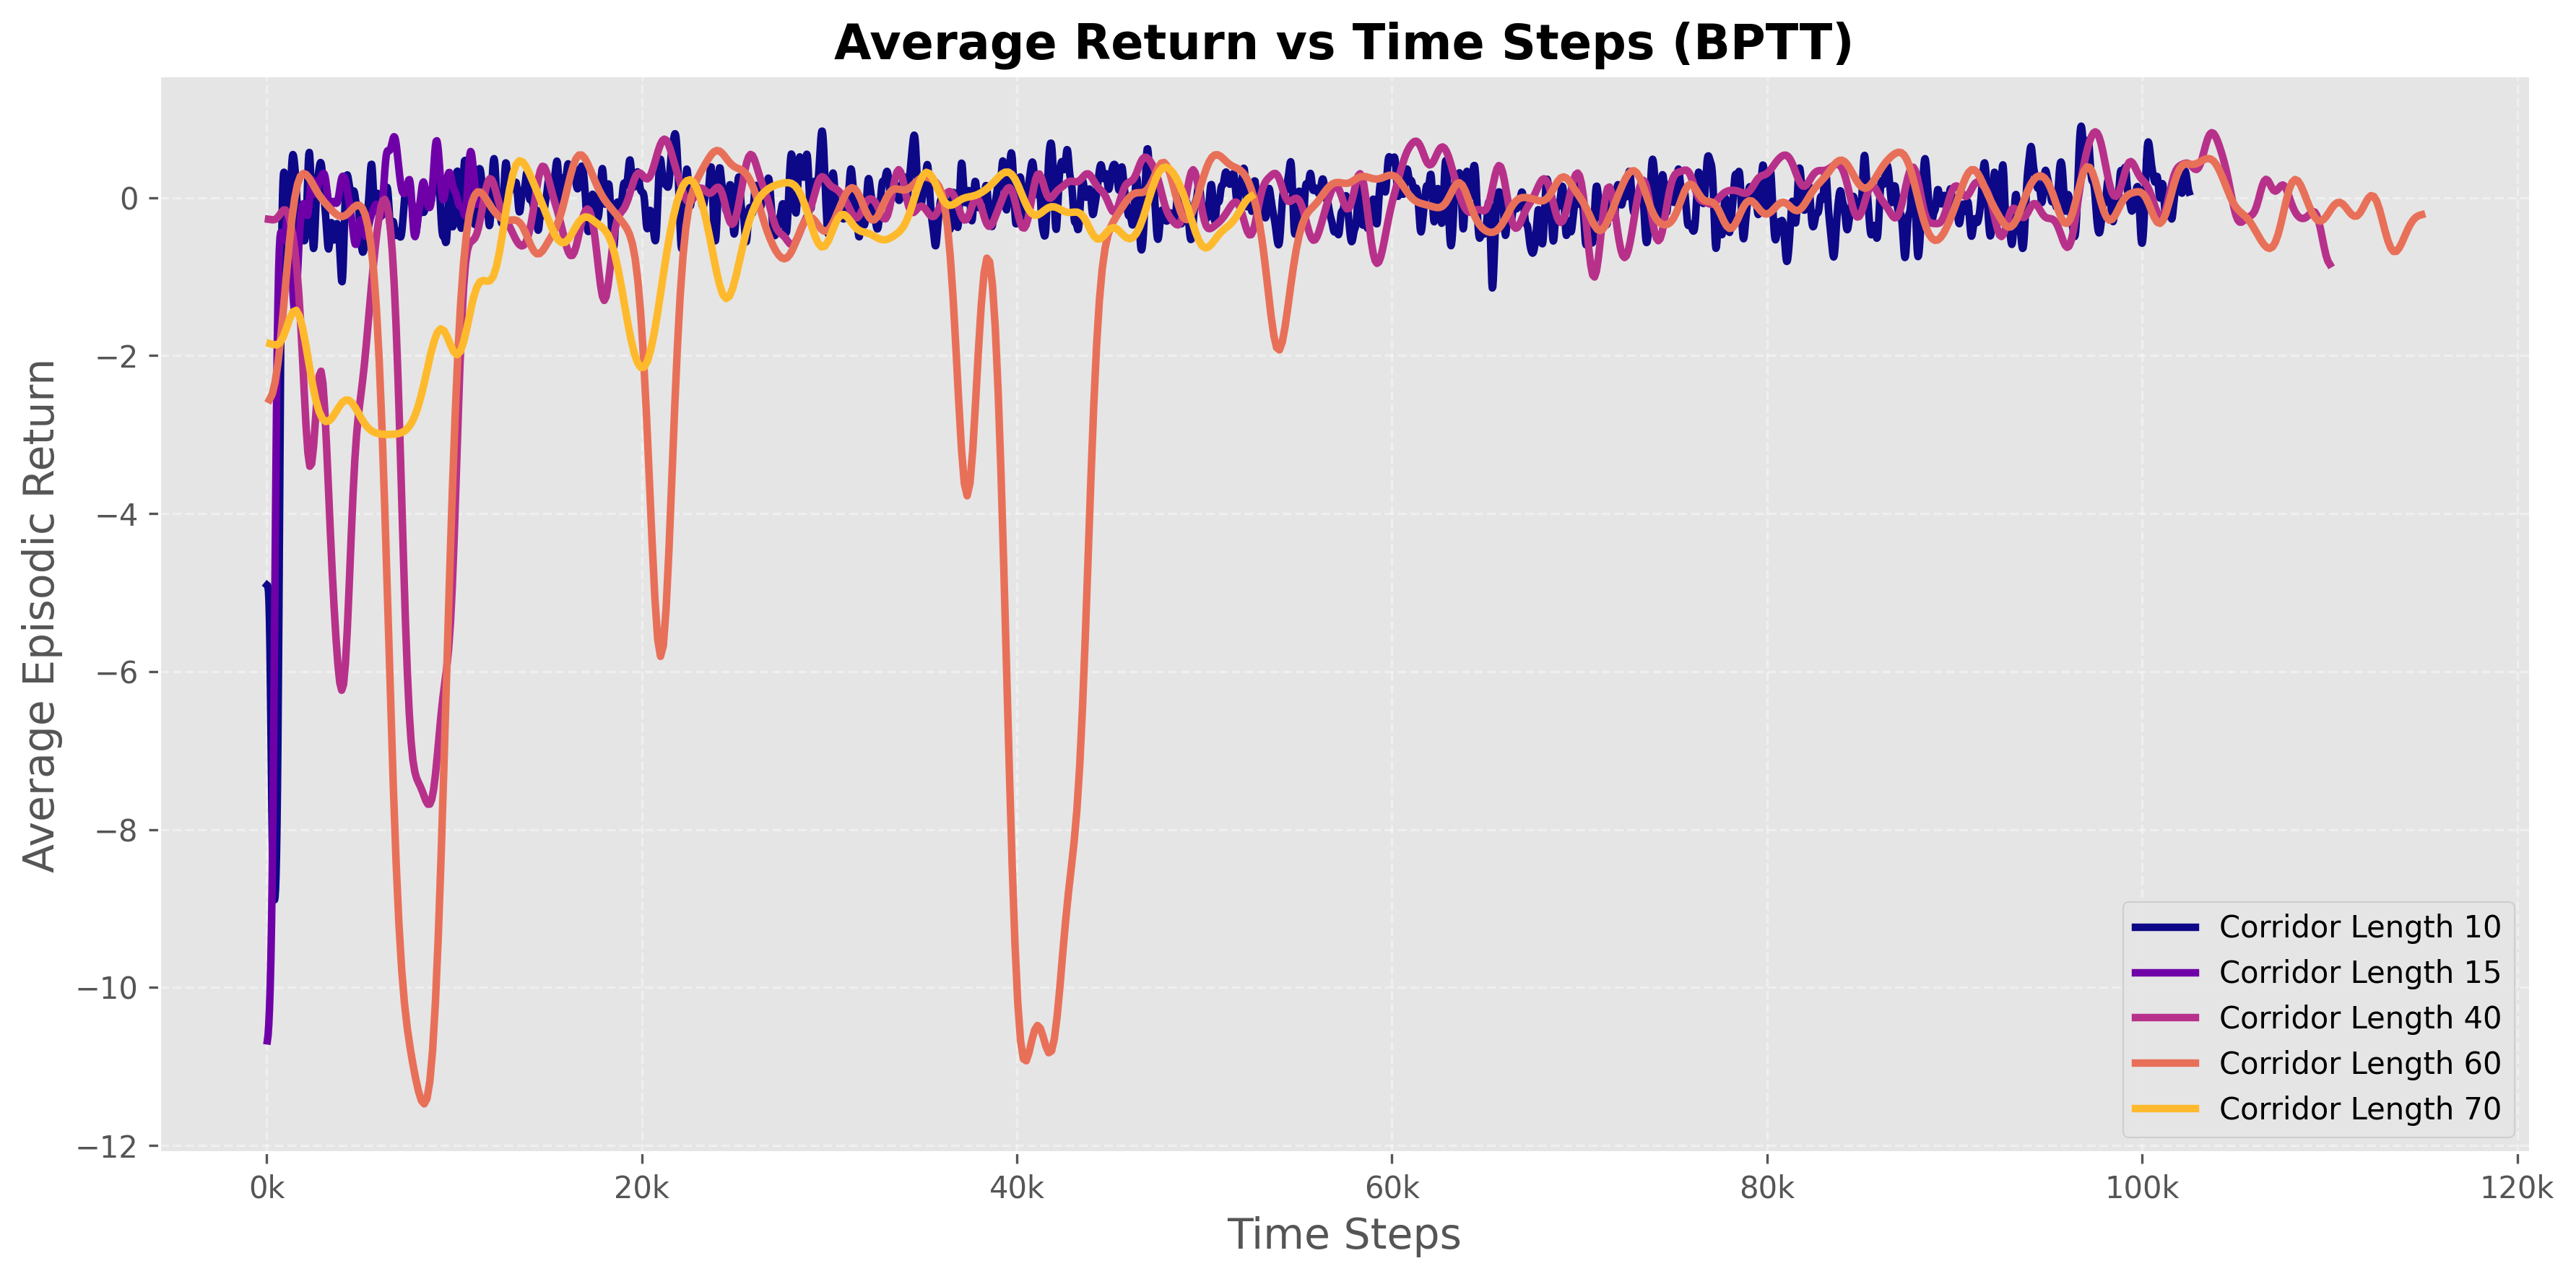 Average Return vs Time Steps (BPTT)
Average Episodic Return
0
−2
−4
−6
−8
−10
−12
0k
20k
40k
60k
80k
100k
120k
Time Steps
Corridor Length 10
Corridor Length 15
Corridor Length 40
Corridor Length 60
Corridor Length 70